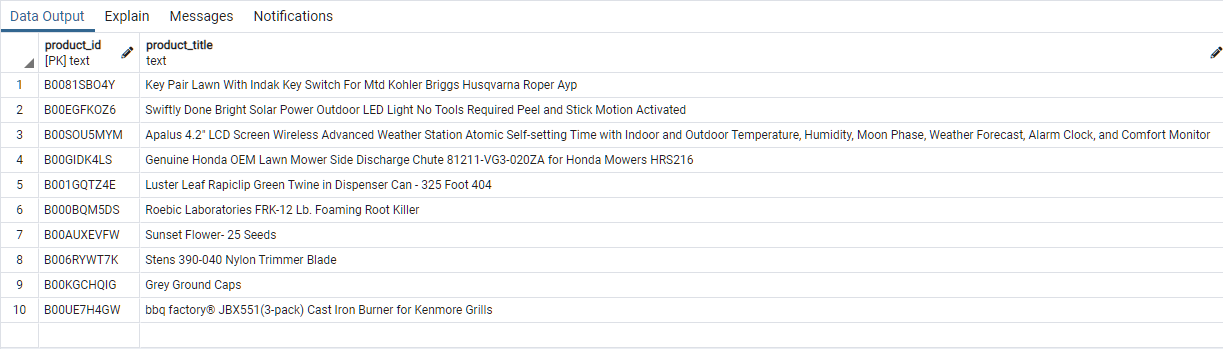 Data Output Explain Messages Notifications
product_id product_title
[PK] text text
1 B0081SBO4Y Key Pair Lawn With Indak Key Switch For Mtd Kohler Briggs Husqvarna Roper Ayp
2 B00EGFKOZ6 Swiftly Done Bright Solar Power Outdoor LED Light No Tools Required Peel and Stick Motion Activated
3 B00SOU5MYM Apalus 4.2" LCD Screen Wireless Advanced Weather Station Atomic Self-setting Time with Indoor and Outdoor Temperature, Humidity, Moon Phase, Weather Forecast, Alarm Clock, and Comfort Monitor
4 B00GIDK4LS Genuine Honda OEM Lawn Mower Side Discharge Chute 81211-VG3-020ZA for Honda Mowers HRS216
5 B001GQTZ4E Luster Leaf Rapiclip Green Twine in Dispenser Can - 325 Foot 404
6 B000BQM5DS Roebic Laboratories FRK-12 Lb. Foaming Root Killer
7 B00AUXEVFW Sunset Flower- 25 Seeds
8 B006RYWT7K Stens 390-040 Nylon Trimmer Blade
9 B00KGCHQIG Grey Ground Caps
10 B00UE7H4GW bbq factory® JBX551(3-pack) Cast Iron Burner for Kenmore Grills